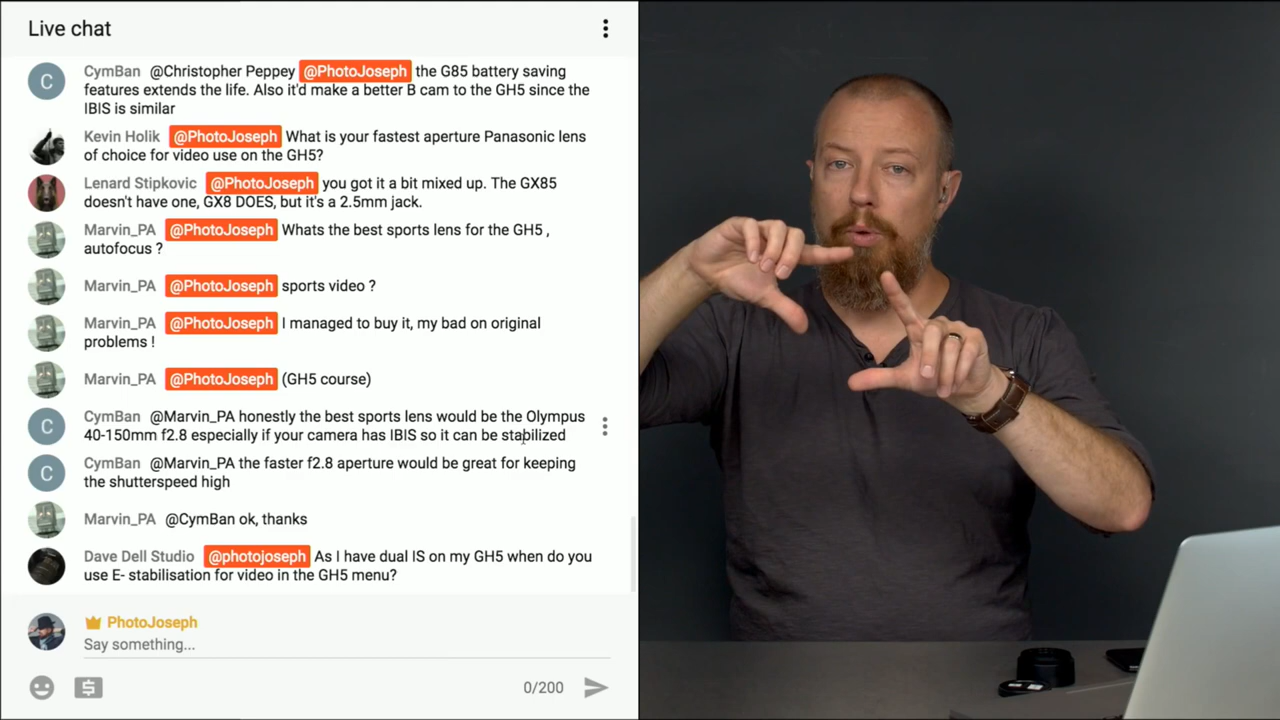 Live chat
C CymBan @Christopher Peppey @PhotoJoseph the G85 battery saving
features extends the life. Also it'd make a better B cam to the GH5 since the
IBIS is similar
Kevin Holik @PhotoJoseph What is your fastest aperture Panasonic lens
of choice for video use on the GH5?
Lenard Stipkovic @PhotoJoseph you got it a bit mixed up. The GX85
doesn't have one, GX8 DOES, but it's a 2.5mm jack.
Marvin_PA @PhotoJoseph Whats the best sports lens for the GH5 ,
autofocus ?
Marvin_PA @PhotoJoseph sports video ?
Marvin_PA @PhotoJoseph I managed to buy it, my bad on original
problems !
Marvin_PA @PhotoJoseph (GH5 course)
C CymBan @Marvin_PA honestly the best sports lens would be the Olympus
40-150mm f2.8 especially if your camera has IBIS so it can be stabilized
C CymBan @Marvin_PA the faster f2.8 aperture would be great for keeping
the shutterspeed high
Marvin_PA @CymBan ok, thanks
Dave Dell Studio @photojoseph As I have dual IS on my GH5 when do you
use E- stabilisation for video in the GH5 menu?
PhotoJoseph
Say something...
$ 0/200